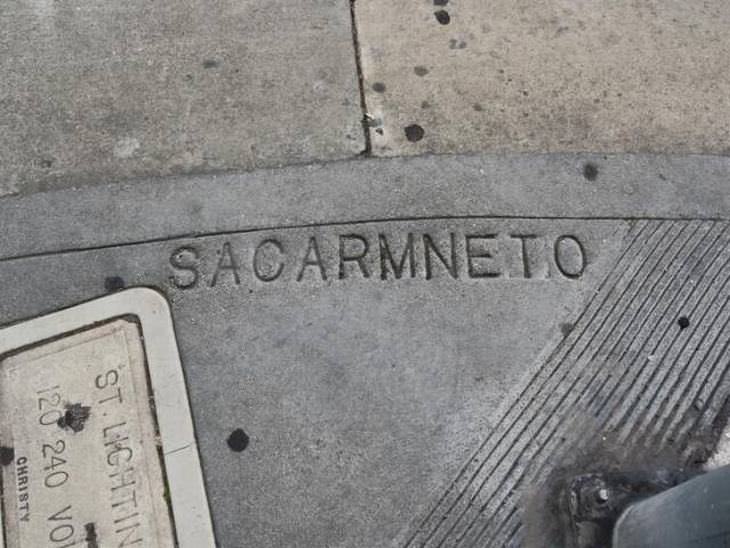 SACARMNETO
ST. LIGHTIN
120 240 VO
CHRISTY